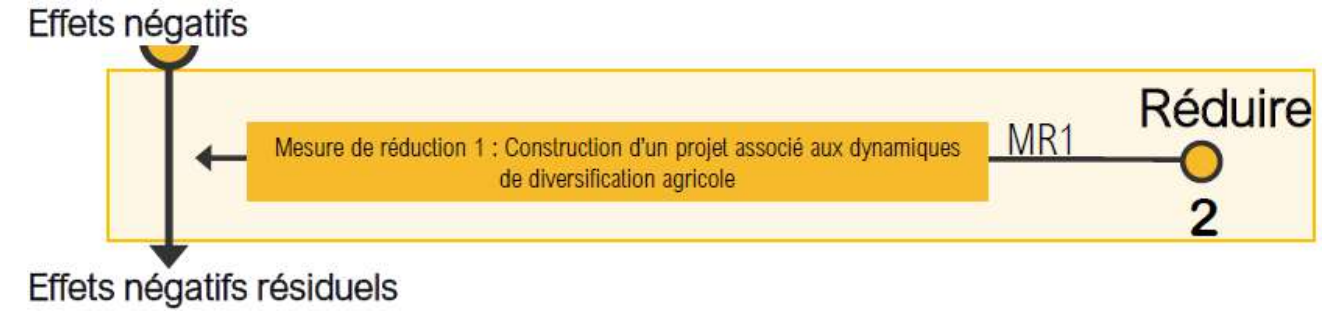 Effets négatifs
Réduire
MR1
Mesure de réduction 1 : Construction d'un projet associé aux dynamiques
de diversification agricole
2
Effets négatifs résiduels